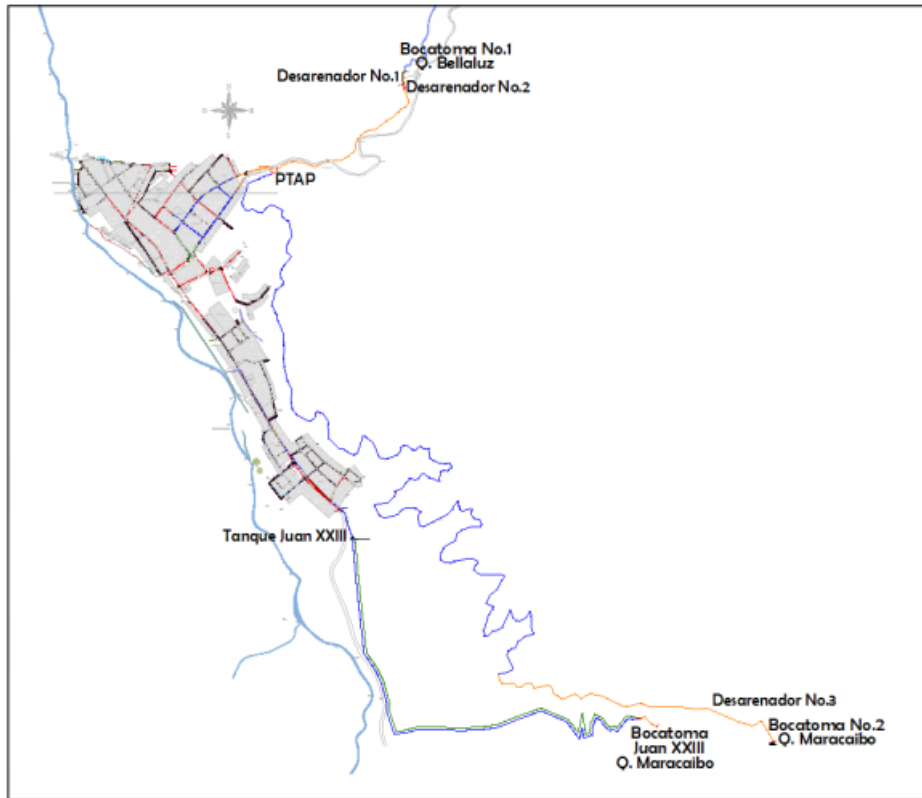 Bocatoma No.1
Q. Bellaluz
Desarenador No.1
Desarenador No.2
PTAP
Tanque Juan XXIII
Desarenador No.3
Bocatoma No.2
Q. Maracaibo
Bocatoma
Juan XXIII
Q. Maracaibo